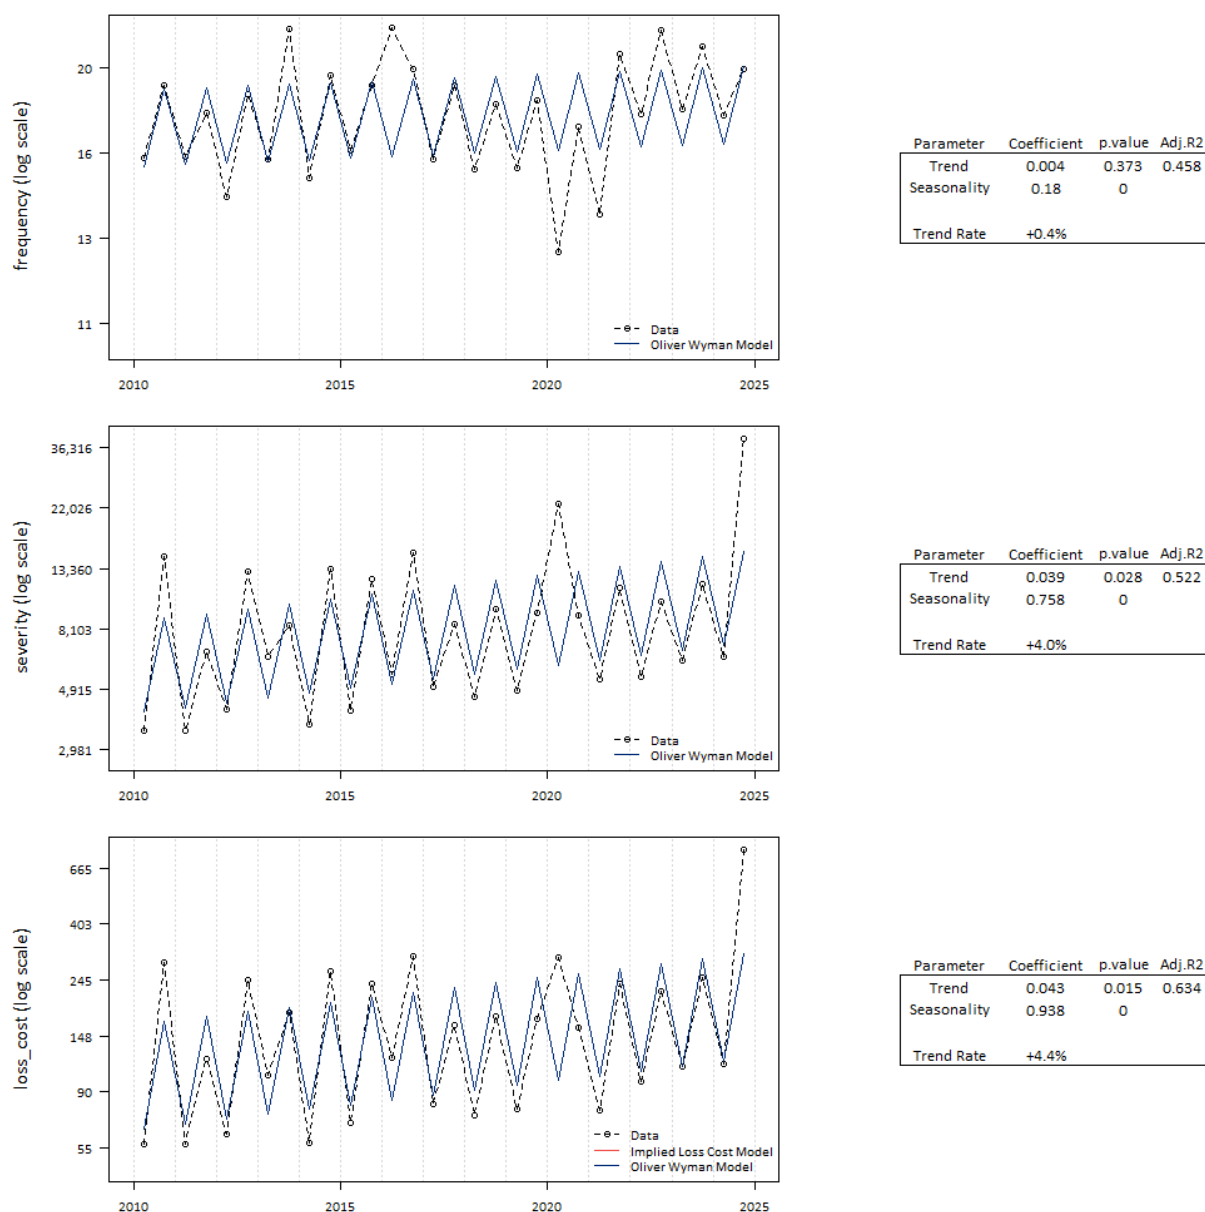 frequency (log scale)
20
16
13
11
Data
Oliver Wyman Model
2010 2015 2020 2025
Parameter Coefficient p.value Adj.R2
Trend 0.004 0.373 0.458
Seasonality 0.18 0
Trend Rate +0.4%
severity (log scale)
36,316
22,026
13,360
8,103
4,915
2,981
Data
Oliver Wyman Model
2010 2015 2020 2025
Parameter Coefficient p.value Adj.R2
Trend 0.039 0.028 0.522
Seasonality 0.758 0
Trend Rate +4.0%
loss_cost (log scale)
665
403
245
148
90
55
Data
Implied Loss Cost Model
Oliver Wyman Model
2010 2015 2020 2025
Parameter Coefficient p.value Adj.R2
Trend 0.043 0.015 0.634
Seasonality 0.938 0
Trend Rate +4.4%